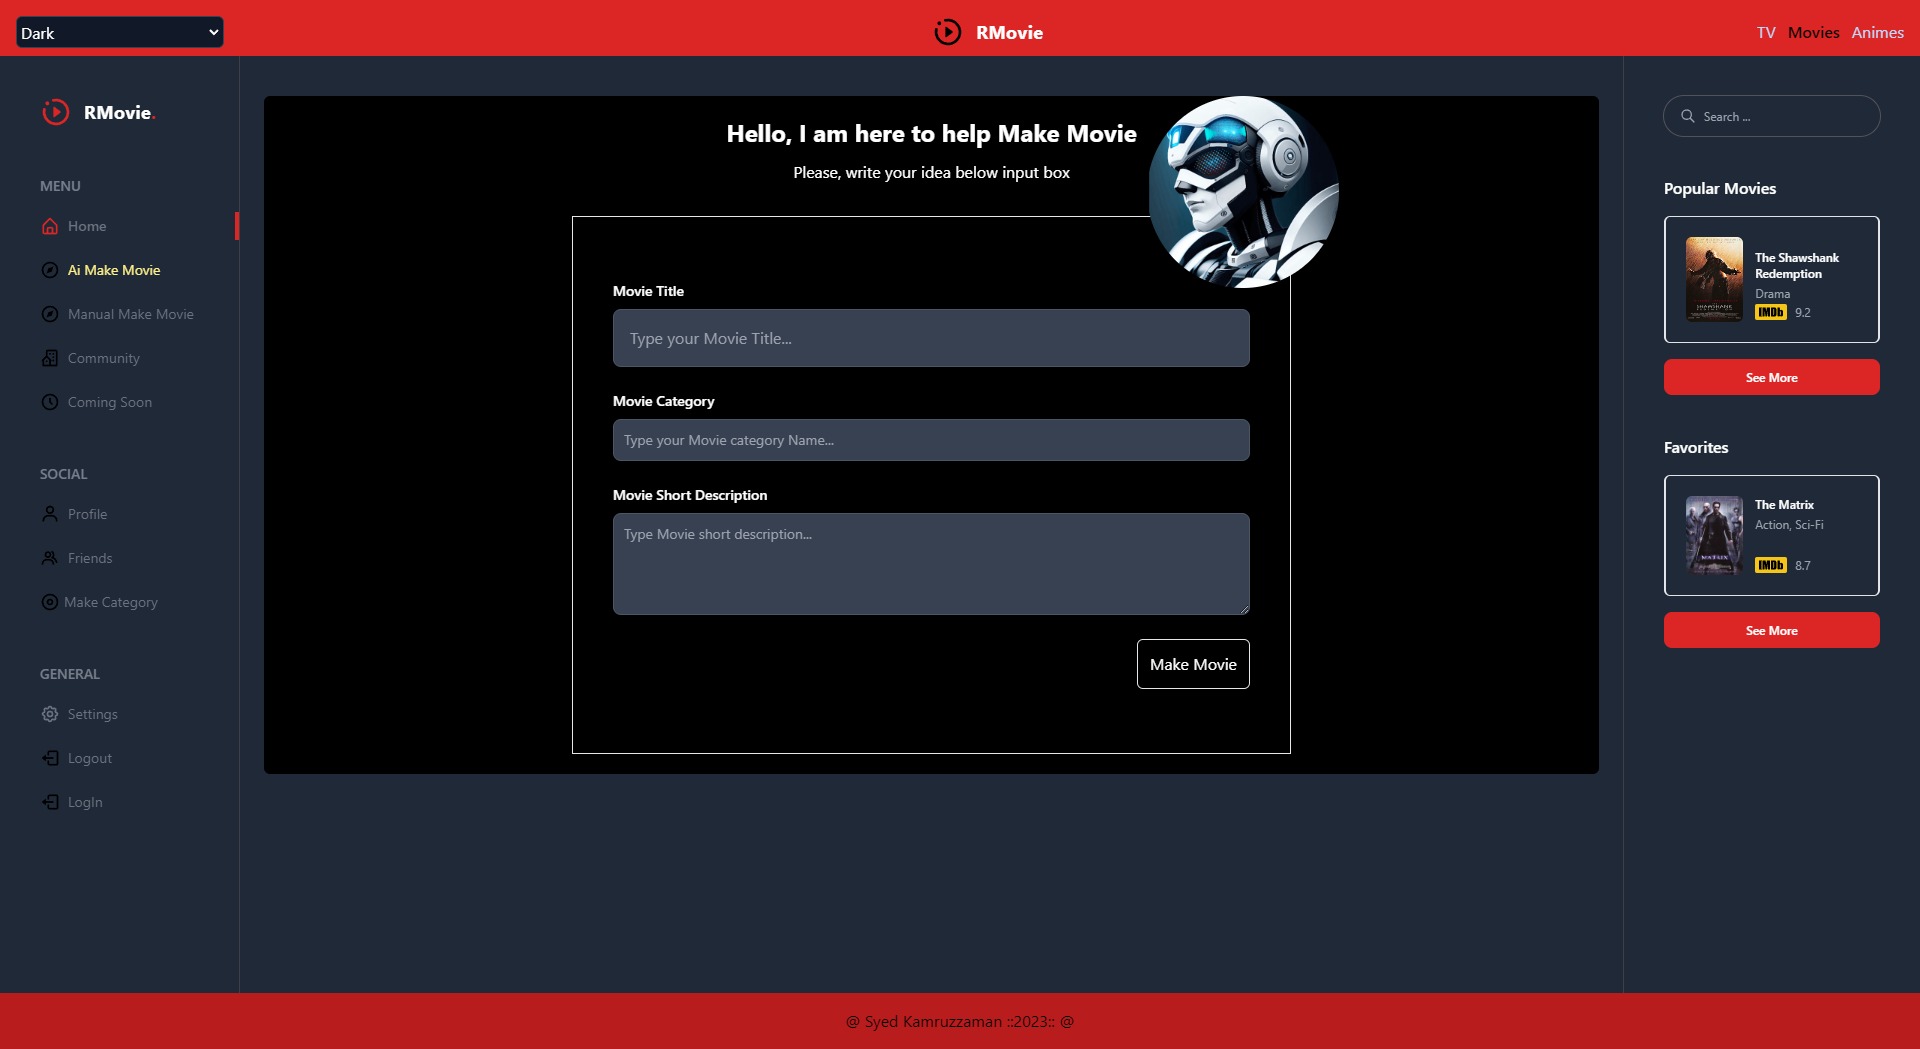 Dark
RMovie
TV Movies Animes
RMovie.
MENU
Home
Ai Make Movie
Manual Make Movie
Community
Coming Soon
SOCIAL
Profile
Friends
Make Category
GENERAL
Settings
Logout
LogIn
Hello, I am here to help Make Movie
Please, write your idea below input box
Movie Title
Type your Movie Title...
Movie Category
Type your Movie category Name...
Movie Short Description
Type Movie short description...
Make Movie
Search ...
Popular Movies
SHAWSHANK
The Shawshank
Redemption
Drama
IMDb 9.2
See More
Favorites
MATRIX
The Matrix
Action, Sci-Fi
IMDb 8.7
See More
@ Syed Kamruzzaman ::2023:: @